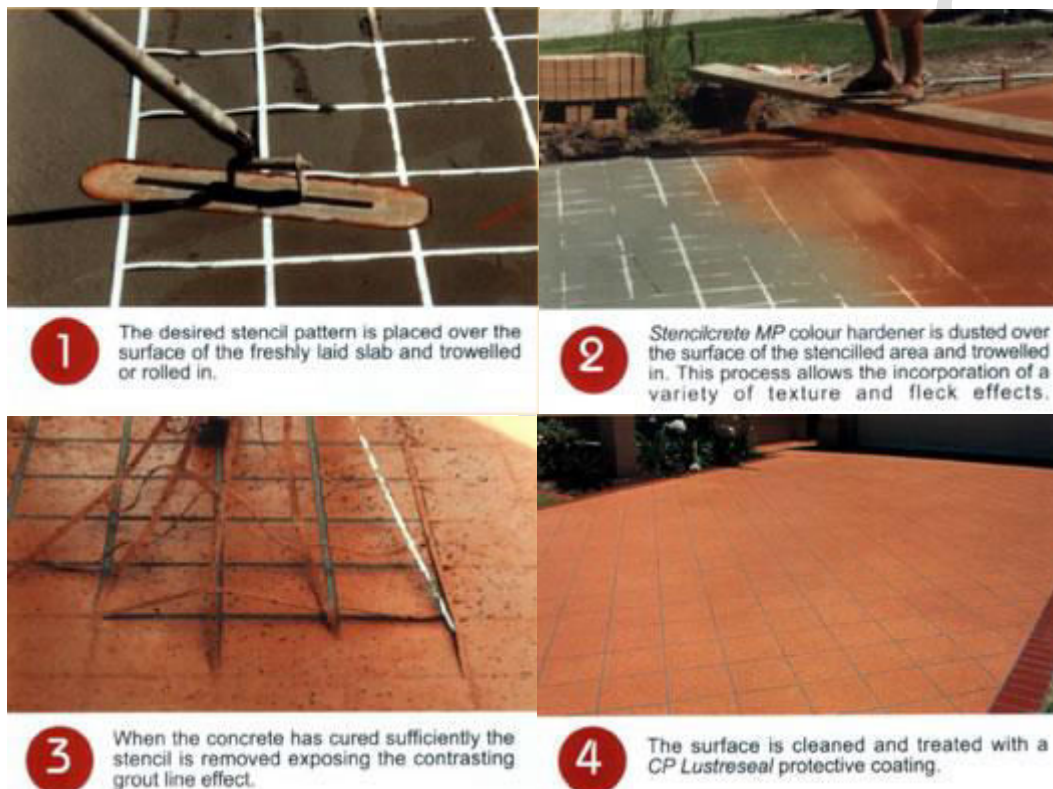 1
The desired stencil pattern is placed over the
surface of the freshly laid slab and trowelled
or rolled in.
2
Stencilcrete MP colour hardener is dusted over
the surface of the stencilled area and trowelled
in. This process allows the incorporation of a
variety of texture and fleck effects.
3
When the concrete has cured sufficiently the
stencil is removed exposing the contrasting
grout line effect.
4
The surface is cleaned and treated with a
CP Lustreseal protective coating.